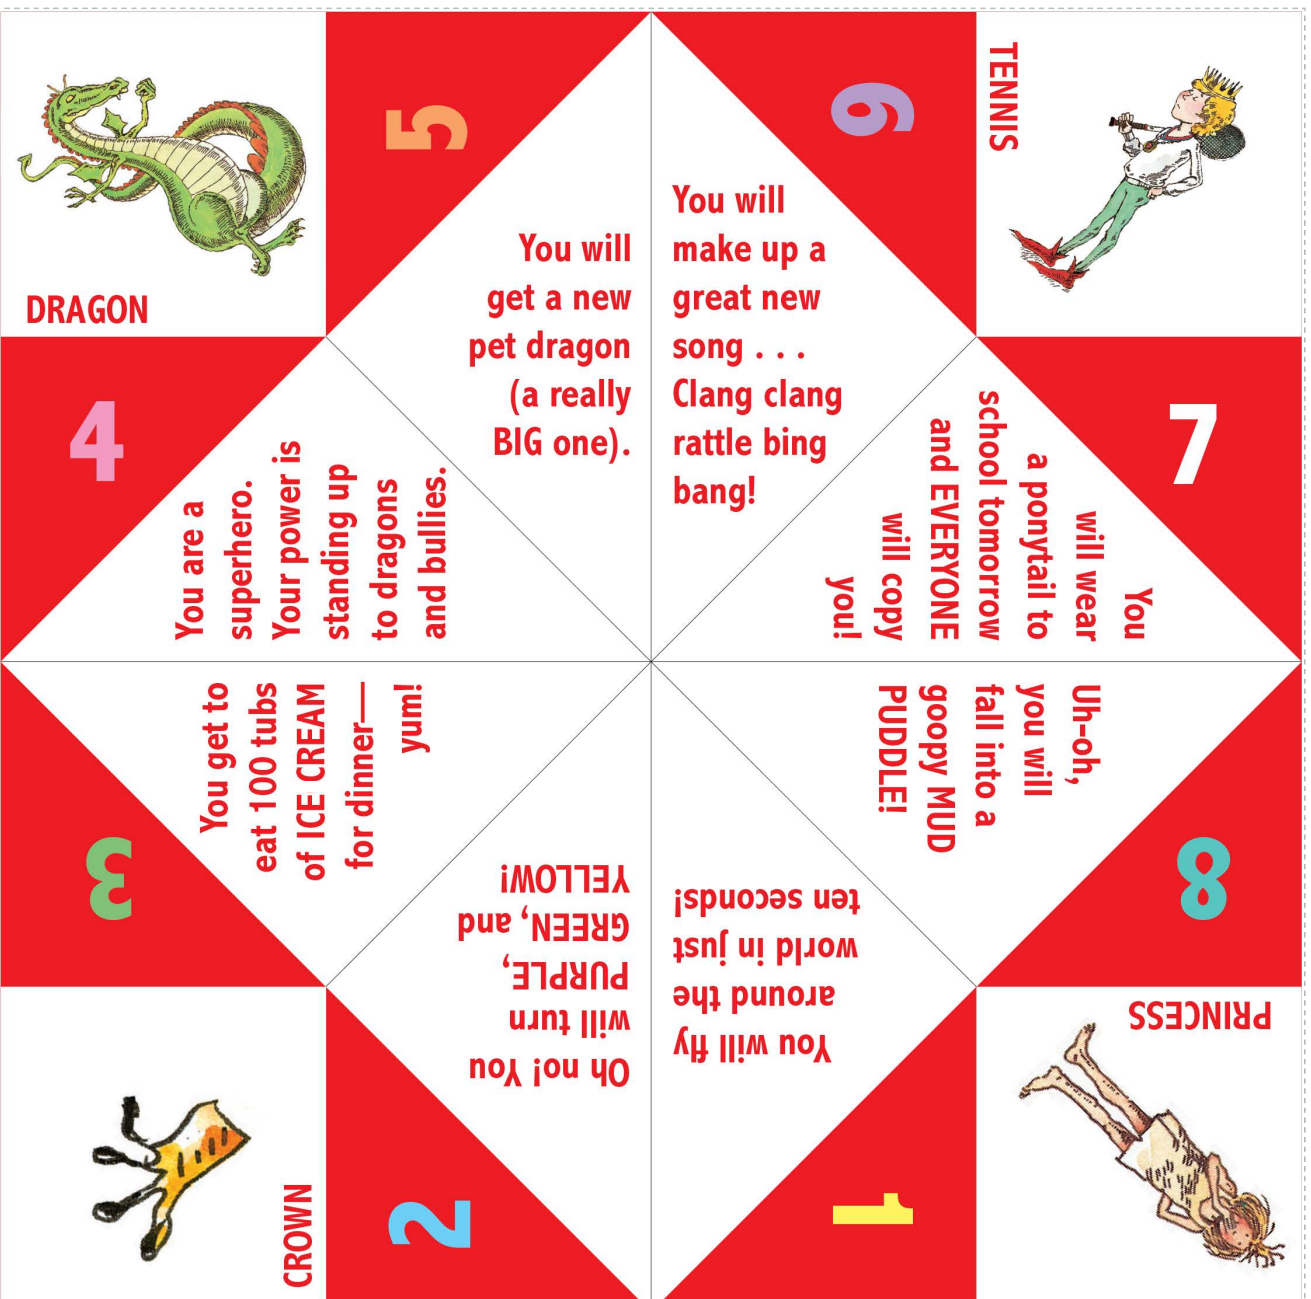 DRAGON
5
6
TENNIS
4
7
You will
get a new
pet dragon
(a really
BIG one).
You will
make up a
great new
song . . .
Clang clang
rattle bing
bang!
You are a
superhero.
Your power is
standing up
to dragons
and bullies.
You
will wear
a ponytail to
school tomorrow
and EVERYONE
will copy
you!
You get to
eat 100 tubs
of ICE CREAM
for dinner—
yum!
Uh-oh,
you will
fall into a
goopy MUD
PUDDLE!
3
8
Oh no! You
will turn
PURPLE,
GREEN, and
YELLOW!
You will fly
around the
world in just
ten seconds!
CROWN
2
1
PRINCESS